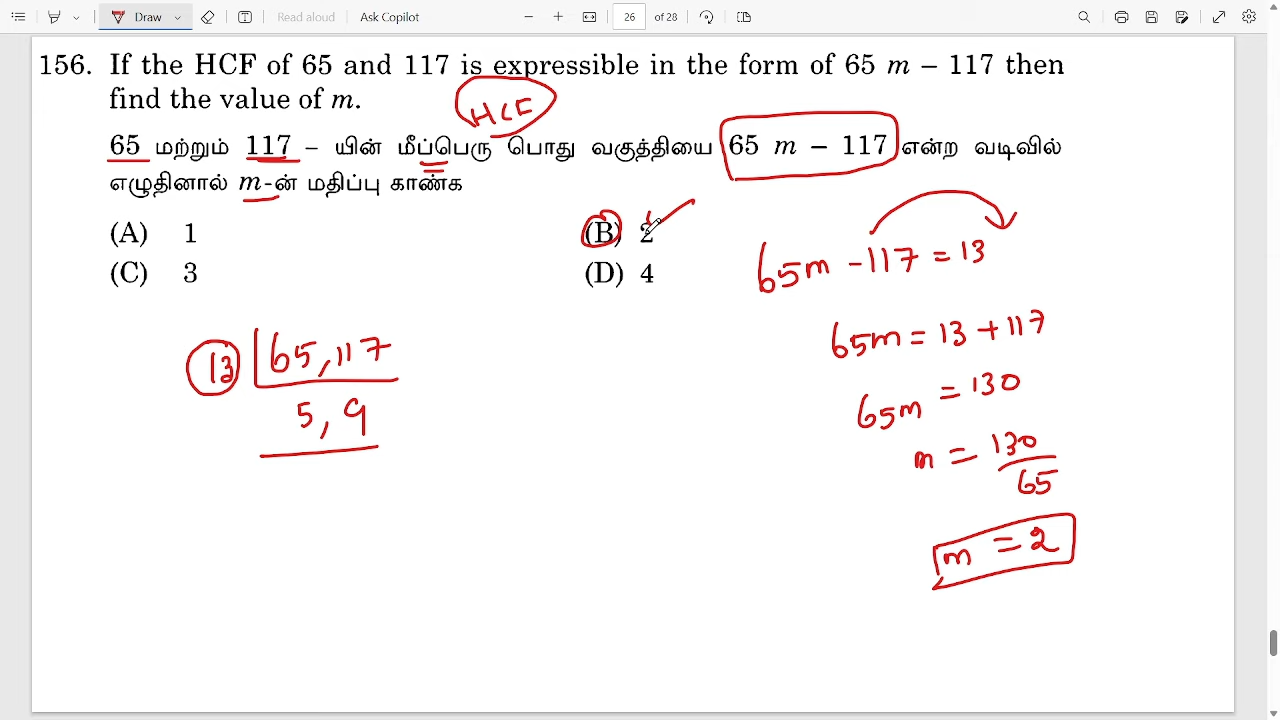 Draw
Read aloud
Ask Copilot
26
of 28
156. If the HCF of 65 and 117 is expressible in the form of 65 m – 117 then
find the value of m.
HCF
65 மற்றும் 117 – யின் மீப்பெரு பொது வகுத்தியை 65 m – 117 என்ற வடிவில்
எழுதினால் m-ன் மதிப்பு காண்க
(A) 1
(B) 2
(C) 3
(D) 4
65m - 117 = 13
65m = 13 + 117
65m = 130
m = 130
65
m = 2
13 65, 117
5, 9